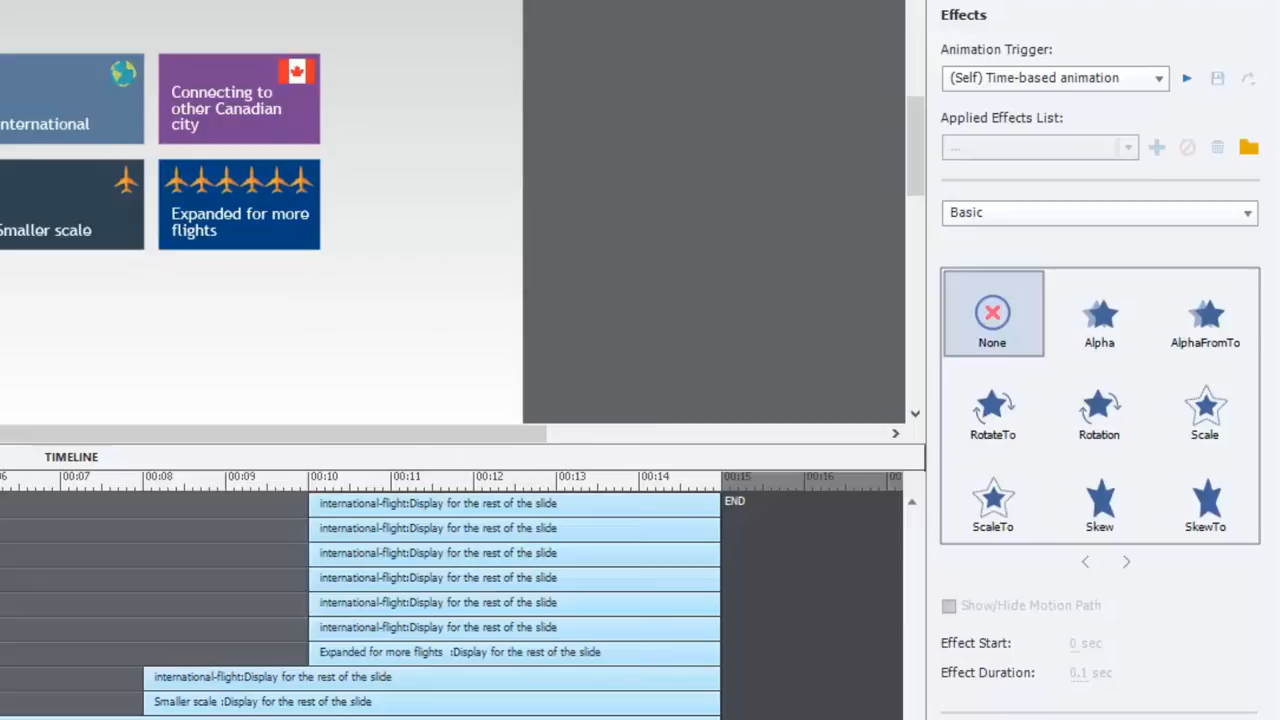 nternational
Connecting to
other Canadian
city
Smaller scale
Expanded for more
flights
Effects
Animation Trigger:
(Self) Time-based animation
Applied Effects List:
...
Basic
None
Alpha
AlphaFromTo
RotateTo
Rotation
Scale
ScaleTo
Skew
SkewTo
Show/Hide Motion Path
Effect Start:
0 sec
Effect Duration:
0.1 sec
TIMELINE
6 00:07 00:08 00:09 00:10 00:11 00:12 00:13 00:14 00:15 00:16 00
international-flight:Display for the rest of the slide
END
international-flight:Display for the rest of the slide
international-flight:Display for the rest of the slide
international-flight:Display for the rest of the slide
international-flight:Display for the rest of the slide
international-flight:Display for the rest of the slide
Expanded for more flights :Display for the rest of the slide
international-flight:Display for the rest of the slide
Smaller scale :Display for the rest of the slide